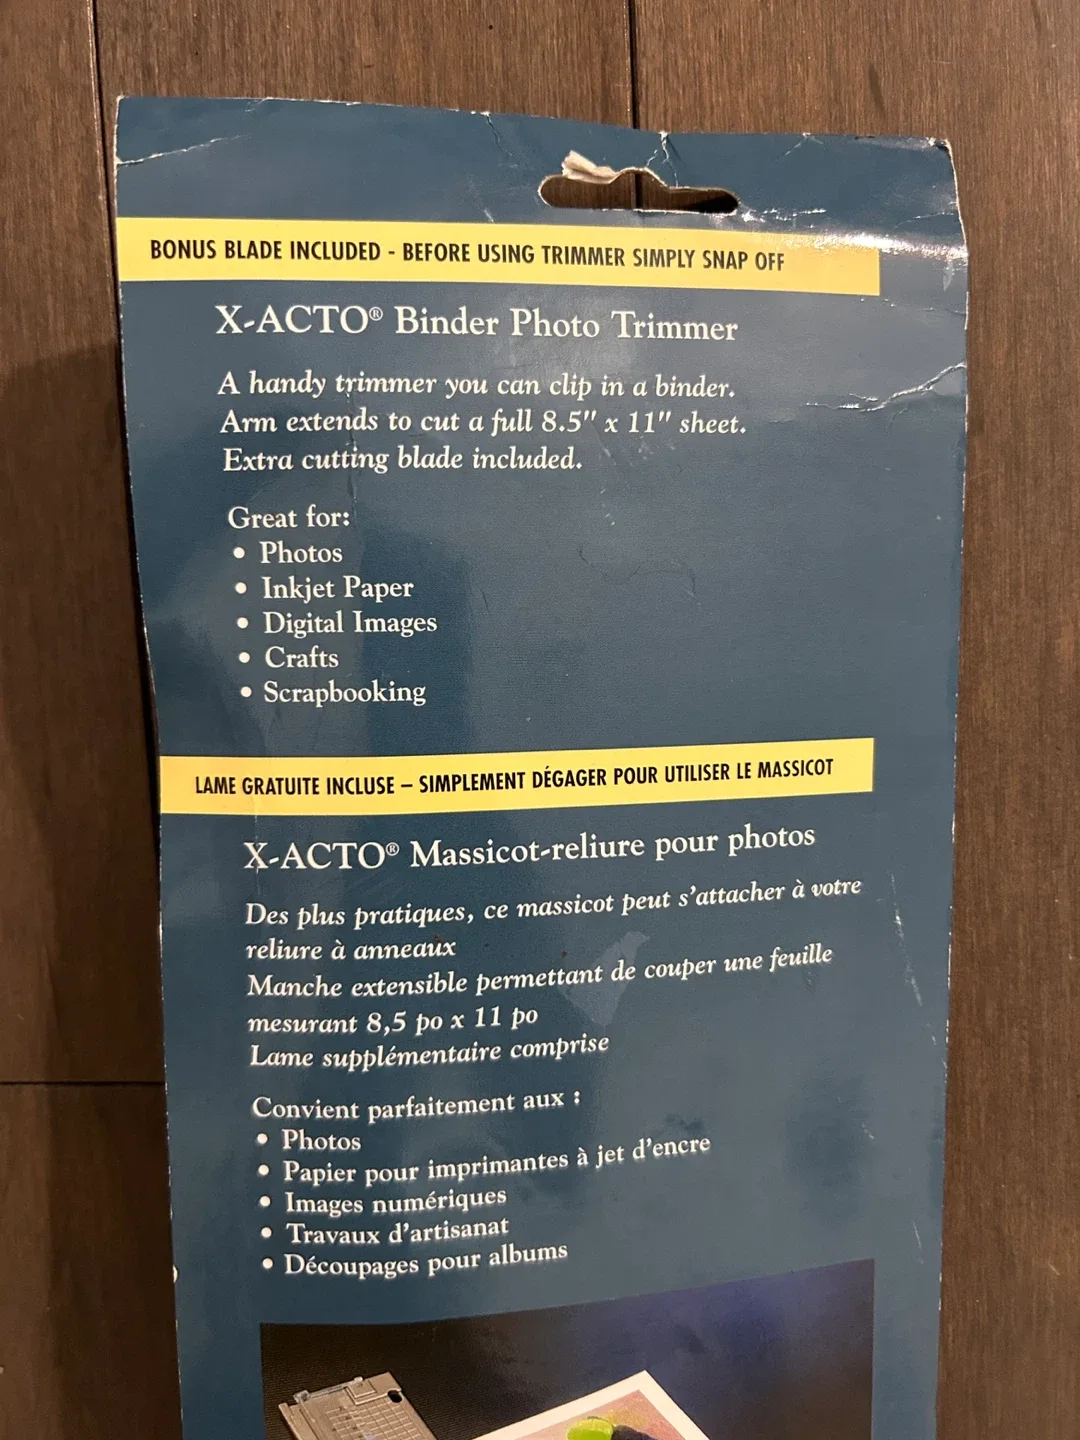 BONUS BLADE INCLUDED - BEFORE USING TRIMMER SIMPLY SNAP OFF
X-ACTO® Binder Photo Trimmer
A handy trimmer you can clip in a binder.
Arm extends to cut a full 8.5" x 11" sheet.
Extra cutting blade included.
Great for:
• Photos
• Inkjet Paper
• Digital Images
• Crafts
• Scrapbooking
LAME GRATUITE INCLUSE – SIMPLEMENT DÉGAGER POUR UTILISER LE MASSICOT
X-ACTO® Massicot-reliure pour photos
Des plus pratiques, ce massicot peut s'attacher à votre
reliure à anneaux
Manche extensible permettant de couper une feuille
mesurant 8,5 po x 11 po
Lame supplémentaire comprise
Convient parfaitement aux :
• Photos
• Papier pour imprimantes à jet d'encre
• Images numériques
• Travaux d'artisanat
• Découpages pour albums